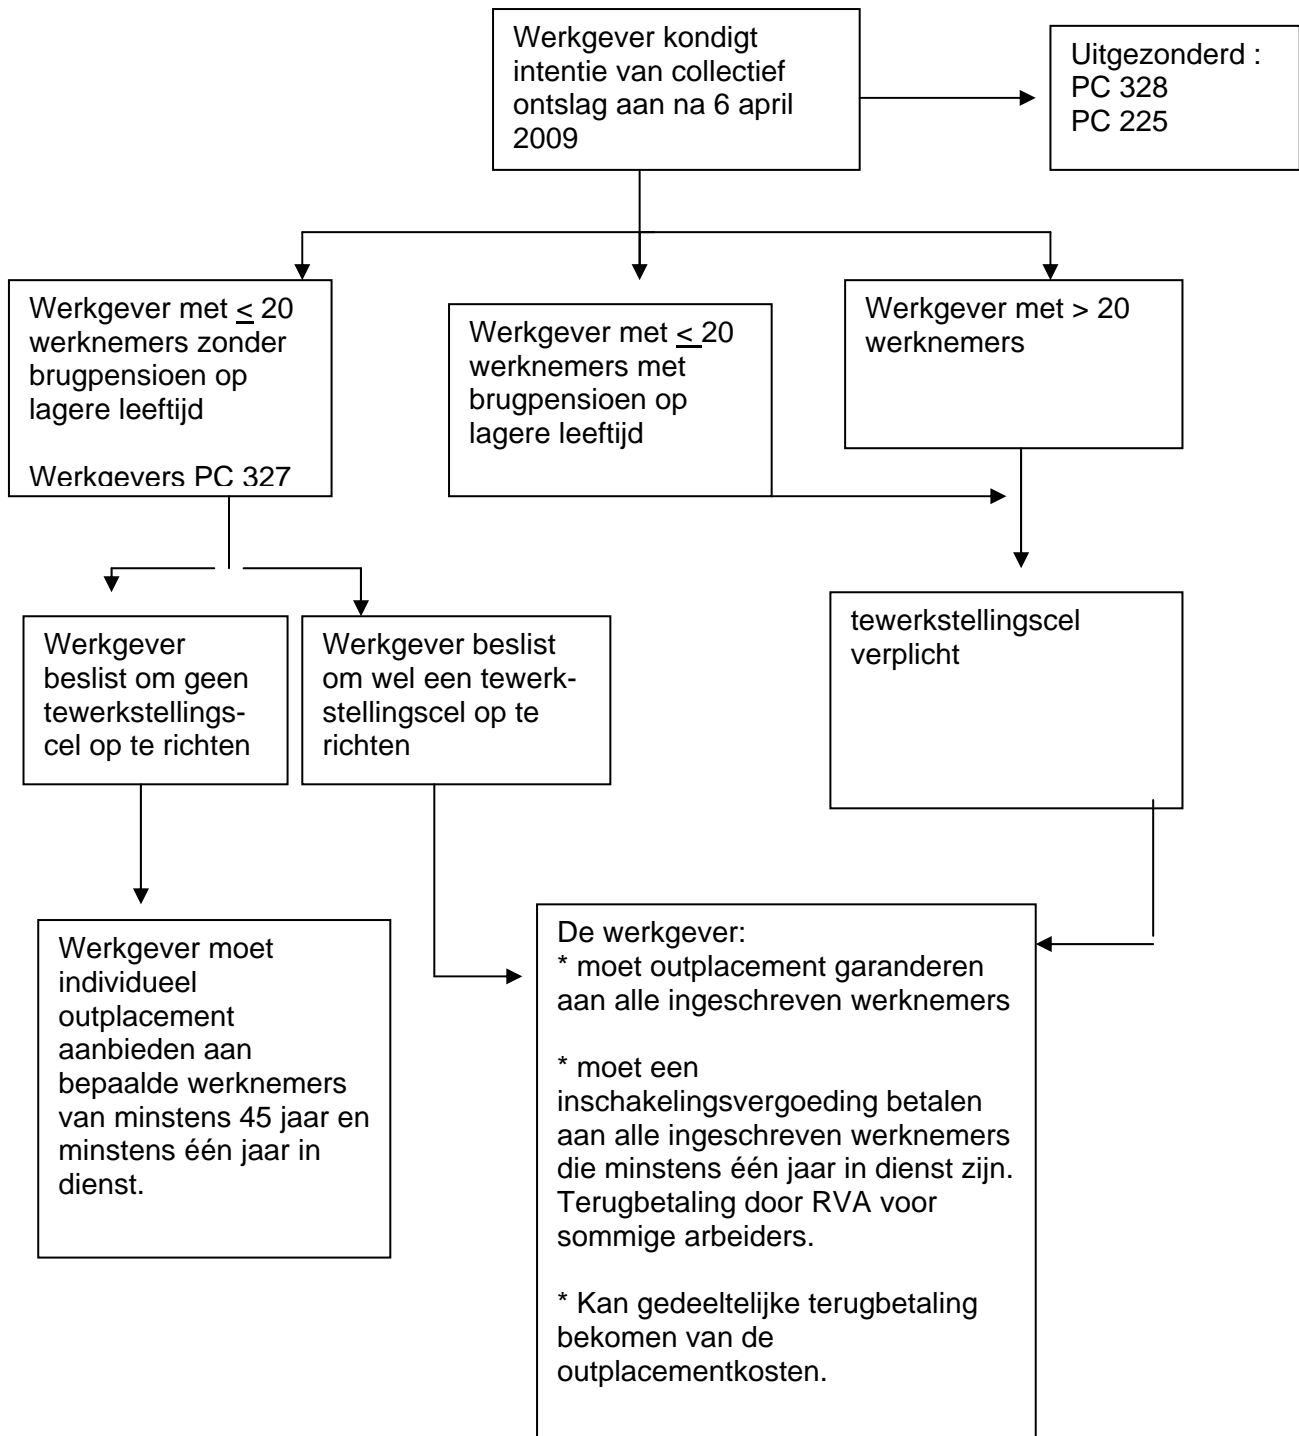 Werkgever kondigt
intentie van collectief
ontslag aan na 6 april
2009
Uitgezonderd :
PC 328
PC 225
Werkgever met < 20
werknemers zonder
brugpensioen op
lagere leeftijd
Werkgevers PC 327
Werkgever met < 20
werknemers met
brugpensioen op
lagere leeftijd
Werkgever met > 20
werknemers
Werkgever
beslist om geen
tewerkstellings-
cel op te richten
Werkgever beslist
om wel een tewerk-
stellingscel op te
richten
tewerkstellingscel
verplicht
Werkgever moet
individueel
outplacement
aanbieden aan
bepaalde werknemers
van minstens 45 jaar en
minstens één jaar in
dienst.
De werkgever:
* moet outplacement garanderen
aan alle ingeschreven werknemers
* moet een
inschakelingsvergoeding betalen
aan alle ingeschreven werknemers
die minstens één jaar in dienst zijn.
Terugbetaling door RVA voor
sommige arbeiders.
* Kan gedeeltelijke terugbetaling
bekomen van de
outplacementkosten.